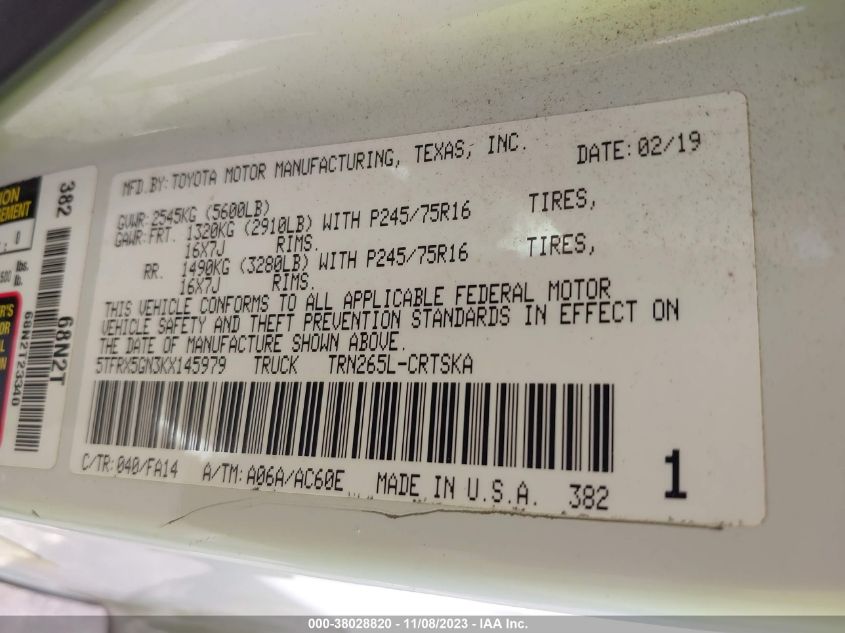 MFD. BY: TOYOTA MOTOR MANUFACTURING, TEXAS, INC. DATE: 02/19
GVWR: 2545KG (5600LB)
GAWR: FRT. 1320KG (2910LB) WITH P245/75R16 TIRES,
16X7J RIMS.
RR. 1490KG (3280LB) WITH P245/75R16 TIRES,
16X7J RIMS.
THIS VEHICLE CONFORMS TO ALL APPLICABLE FEDERAL MOTOR
VEHICLE SAFETY AND THEFT PREVENTION STANDARDS IN EFFECT ON
THE DATE OF MANUFACTURE SHOWN ABOVE.
5TFRX5GN3KX145979 TRUCK TRN265L-CRTSKA
C/TR: 040/FA14 A/TM: A06A/AC60E MADE IN U.S.A. 382
1
382
68N2T
68N2T23340
lbs.
lb.
000-38028820 - 11/08/2023 - IAA Inc.